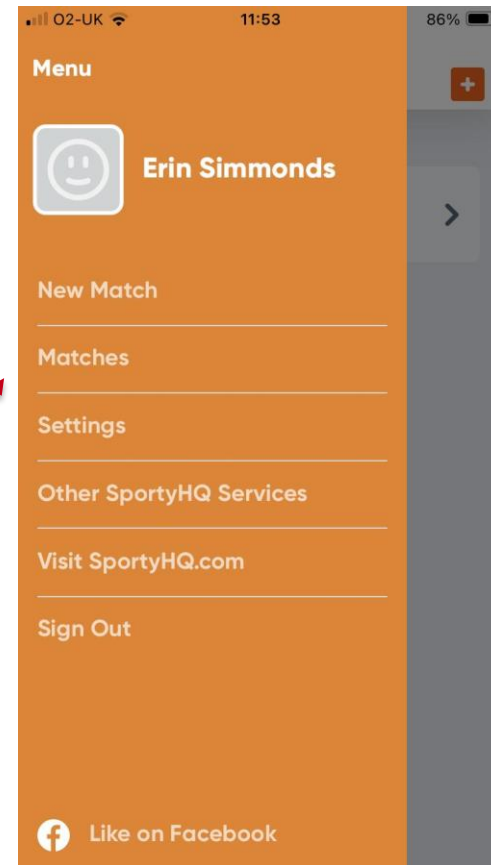 O2-UK 11:53 86%
Menu
Erin Simmonds
New Match
Matches
Settings
Other SportyHQ Services
Visit SportyHQ.com
Sign Out
Like on Facebook